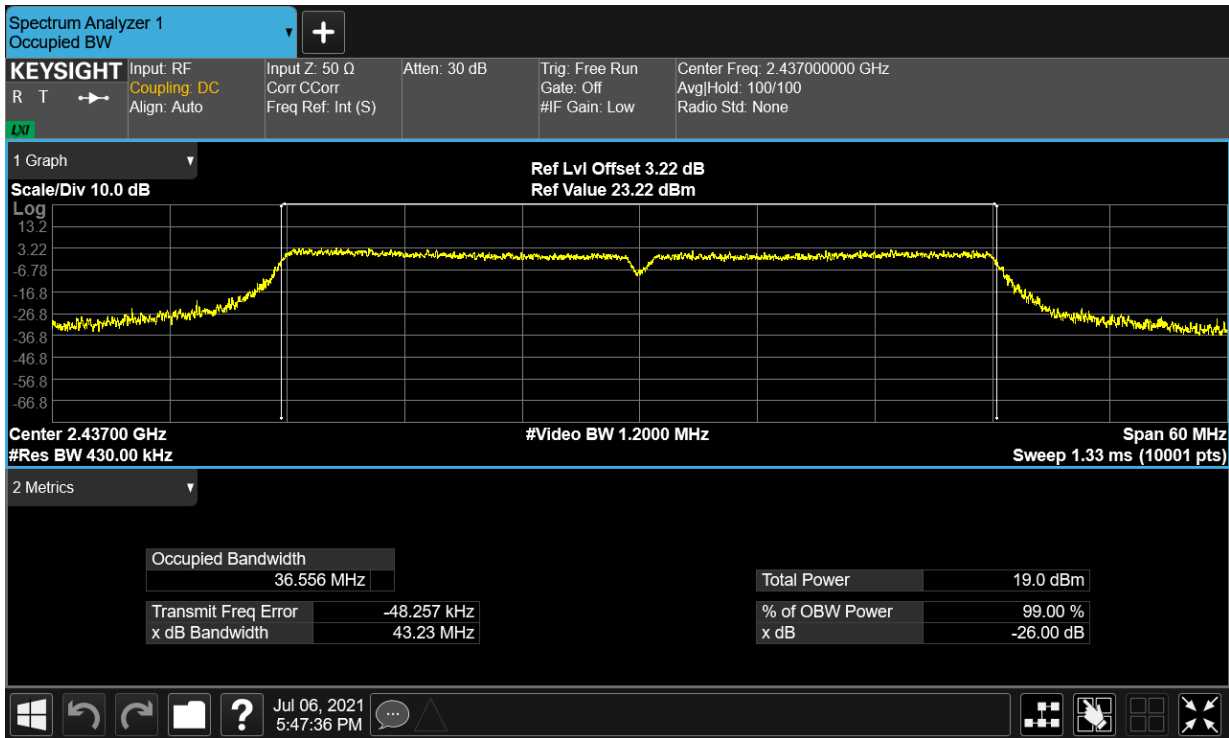 Spectrum Analyzer 1
Occupied BW
KEYSIGHT
R T
LXI
Input: RF
Coupling: DC
Align: Auto
Input Z: 50 Ω
Corr CCorr
Freq Ref: Int (S)
Atten: 30 dB
Trig: Free Run
Gate: Off
#IF Gain: Low
Center Freq: 2.437000000 GHz
Avg|Hold: 100/100
Radio Std: None
1 Graph
Scale/Div 10.0 dB
Ref Lvl Offset 3.22 dB
Ref Value 23.22 dBm
Log
13.2
3.22
-6.78
-16.8
-26.8
-36.8
-46.8
-56.8
-66.8
Center 2.43700 GHz
#Res BW 430.00 kHz
#Video BW 1.2000 MHz
Span 60 MHz
Sweep 1.33 ms (10001 pts)
2 Metrics
Occupied Bandwidth
36.556 MHz
Transmit Freq Error -48.257 kHz
x dB Bandwidth 43.23 MHz
Total Power 19.0 dBm
% of OBW Power 99.00 %
x dB -26.00 dB
?
Jul 06, 2021
5:47:36 PM